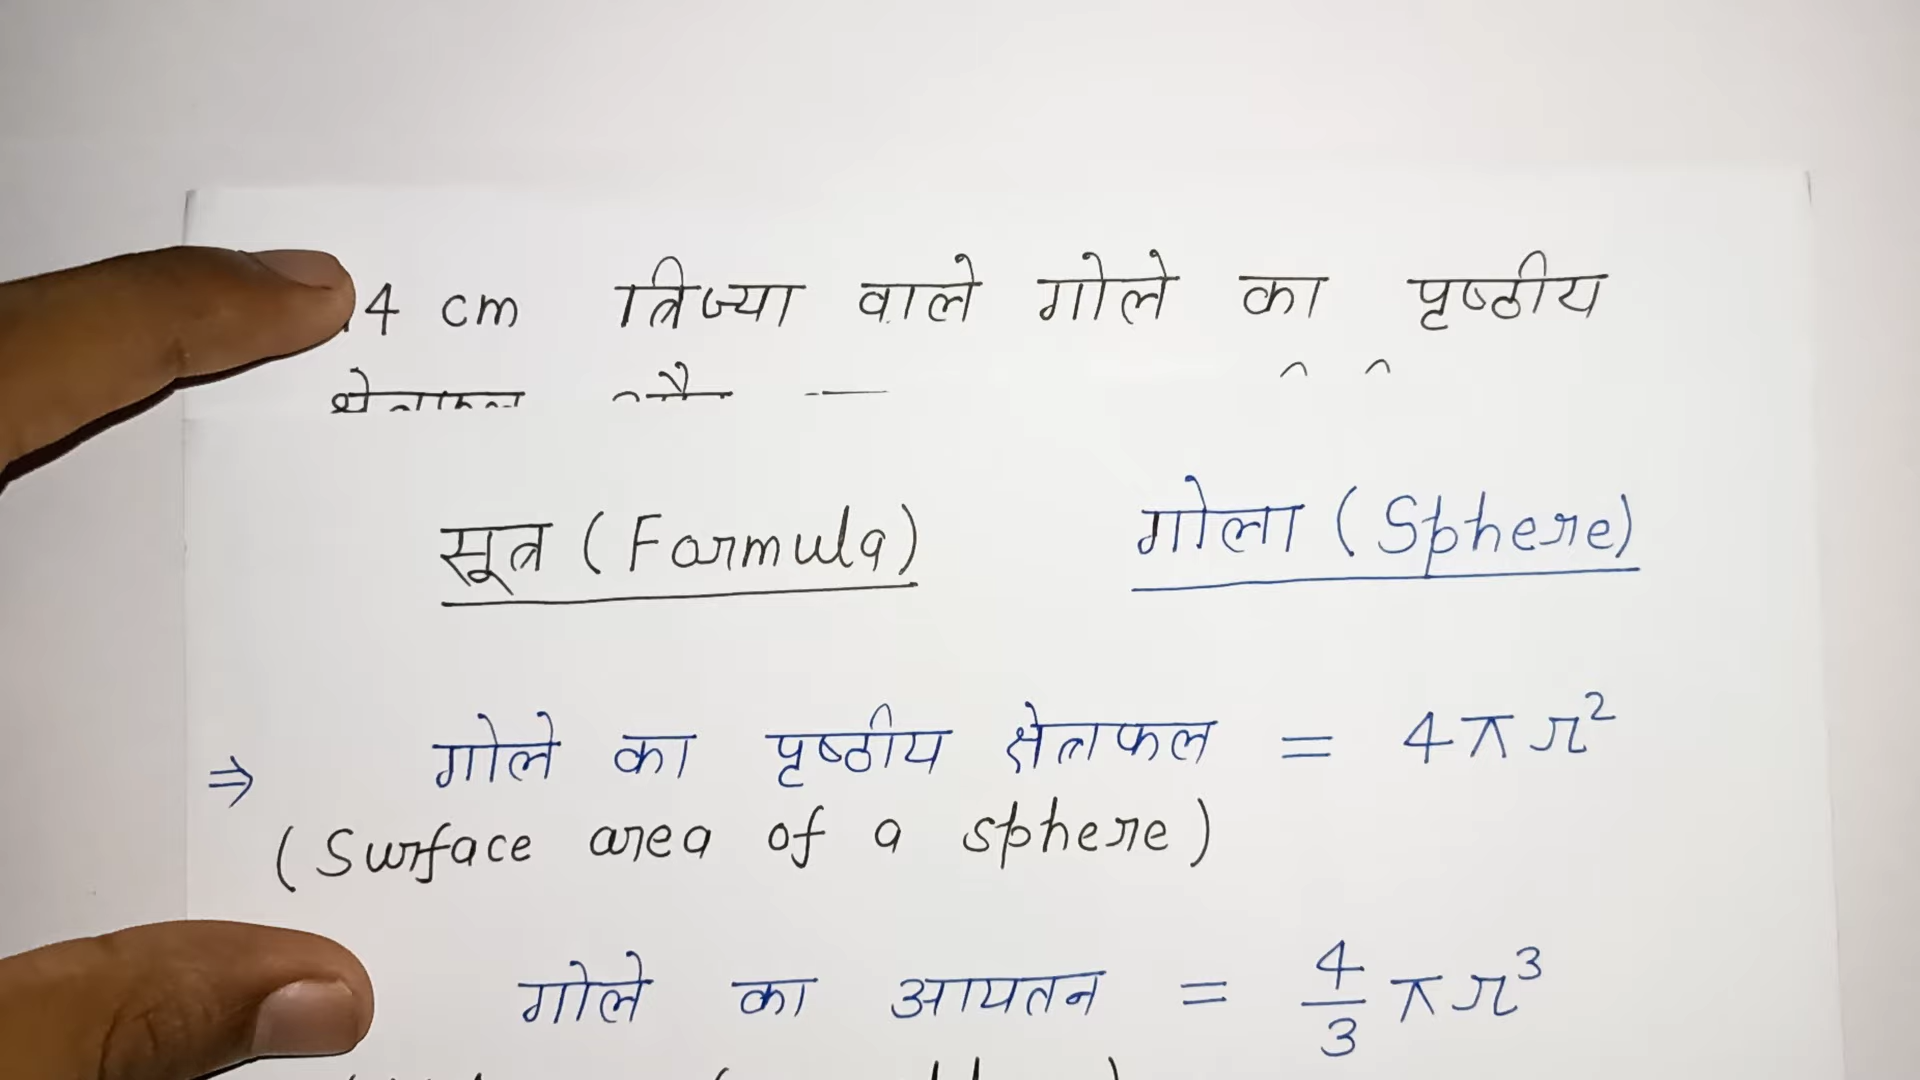 4 cm त्रिज्या वाले गोले का पृष्ठीय
सूत्र (Formula)
गोला (Sphere)
⇒ गोले का पृष्ठीय क्षेत्रफल = 4πr²
(Surface area of a sphere)
गोले का आयतन = 4/3 πr³